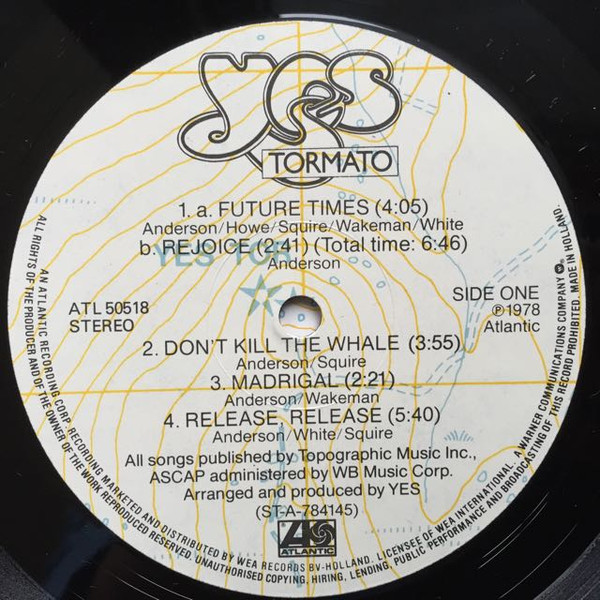 YES
TORMATO
1. a. FUTURE TIMES (4:05)
Anderson/Howe/Squire/Wakeman/White
b. REJOICE (2:41) (Total time: 6:46)
Anderson
YES TOR
ATL 50518
STEREO
SIDE ONE
℗1978
Atlantic
2. DON'T KILL THE WHALE (3:55)
Anderson/Squire
3. MADRIGAL (2:21)
Anderson/Wakeman
4. RELEASE, RELEASE (5:40)
Anderson/White/Squire
All songs published by Topographic Music Inc.,
ASCAP administered by WB Music Corp.
Arranged and produced by YES
(ST-A-784145)
ATLANTIC
AN ATLANTIC RECORDING CORP. RECORDING MARKETED AND DISTRIBUTED BY WEA RECORDS BV-HOLLAND. LICENSEE OF WEA INTERNATIONAL. A WARNER COMMUNICATIONS COMPANY. MADE IN HOLLAND.
ALL RIGHTS OF THE PRODUCER AND OF THE OWNER OF THE WORK REPRODUCED RESERVED. UNAUTHORISED COPYING, HIRING, LENDING, PUBLIC PERFORMANCE AND BROADCASTING OF THIS RECORD PROHIBITED.